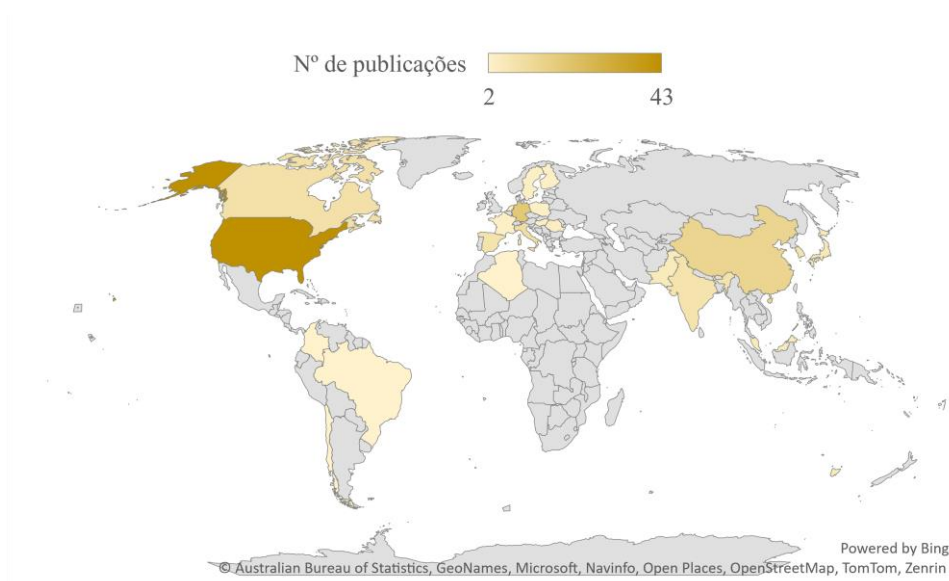 Nº de publicações
2 43
Powered by Bing
© Australian Bureau of Statistics, GeoNames, Microsoft, Navinfo, Open Places, OpenStreetMap, TomTom, Zenrin